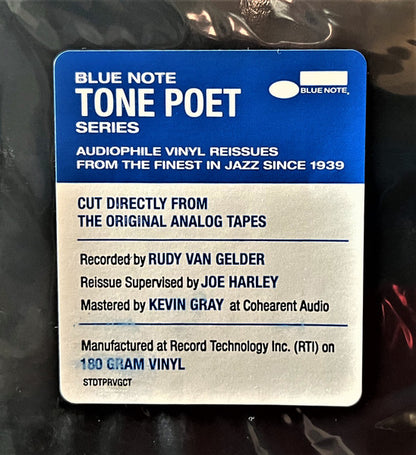 BLUE NOTE
TONE POET
SERIES
BLUE NOTE
AUDIOPHILE VINYL REISSUES
FROM THE FINEST IN JAZZ SINCE 1939
CUT DIRECTLY FROM
THE ORIGINAL ANALOG TAPES
Recorded by RUDY VAN GELDER
Reissue Supervised by JOE HARLEY
Mastered by KEVIN GRAY at Cohearent Audio
Manufactured at Record Technology Inc. (RTI) on
180 GRAM VINYL
STDTPRVGCT